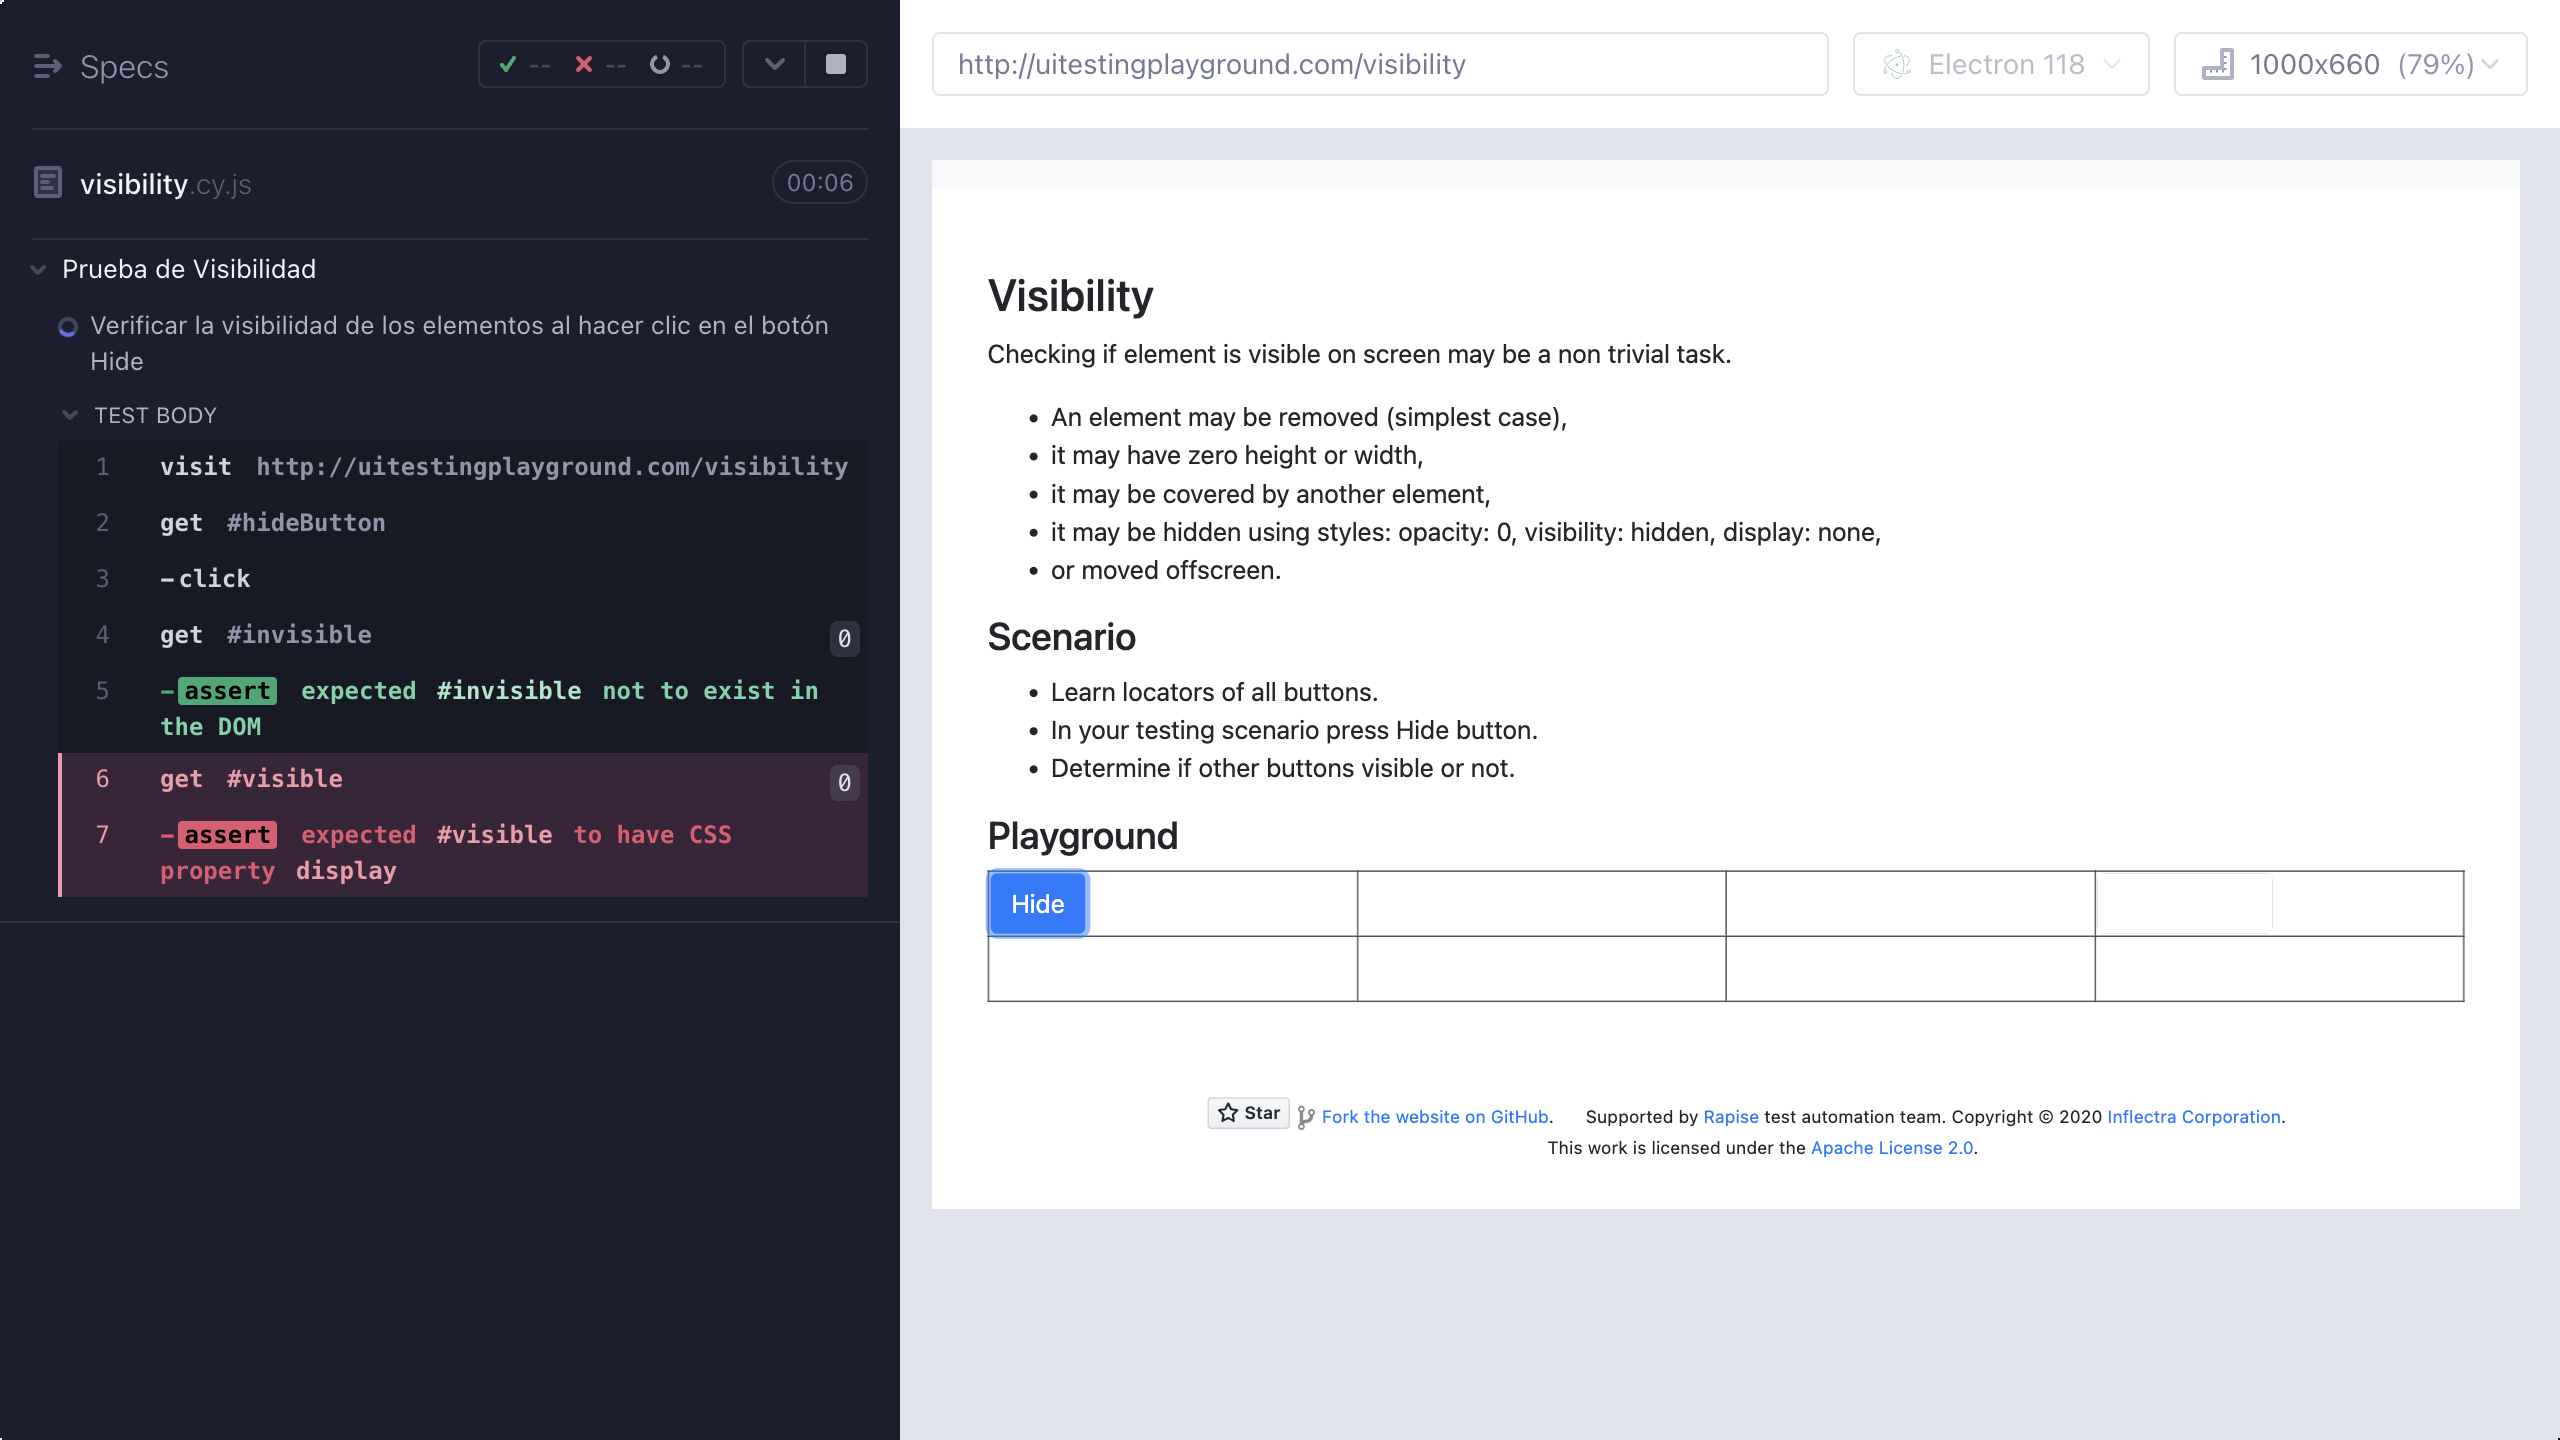 Specs
-- -- --
visibility.cy.js
00:06
Prueba de Visibilidad
Verificar la visibilidad de los elementos al hacer clic en el botón
Hide
TEST BODY
1 visit http://uitestingplayground.com/visibility
2 get #hideButton
3 -click
4 get #invisible 0
5 -assert expected #invisible not to exist in
the DOM
6 get #visible 0
7 -assert expected #visible to have CSS
property display
http://uitestingplayground.com/visibility
Electron 118
1000x660 (79%)
Visibility
Checking if element is visible on screen may be a non trivial task.
• An element may be removed (simplest case),
• it may have zero height or width,
• it may be covered by another element,
• it may be hidden using styles: opacity: 0, visibility: hidden, display: none,
• or moved offscreen.
Scenario
• Learn locators of all buttons.
• In your testing scenario press Hide button.
• Determine if other buttons visible or not.
Playground
Hide
Star Fork the website on GitHub. Supported by Rapise test automation team. Copyright © 2020 Inflectra Corporation.
This work is licensed under the Apache License 2.0.